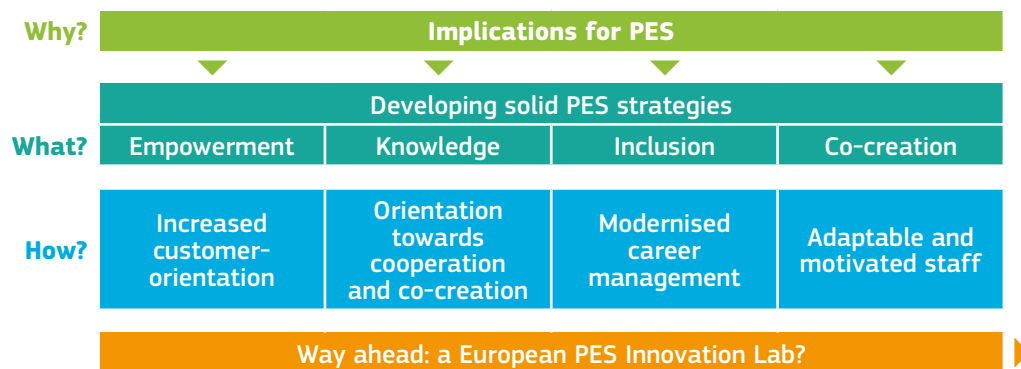 Why?
Implications for PES
Developing solid PES strategies
What?
Empowerment
Knowledge
Inclusion
Co-creation
How?
Increased
customer-
orientation
Orientation
towards
cooperation
and co-creation
Modernised
career
management
Adaptable and
motivated staff
Way ahead: a European PES Innovation Lab?